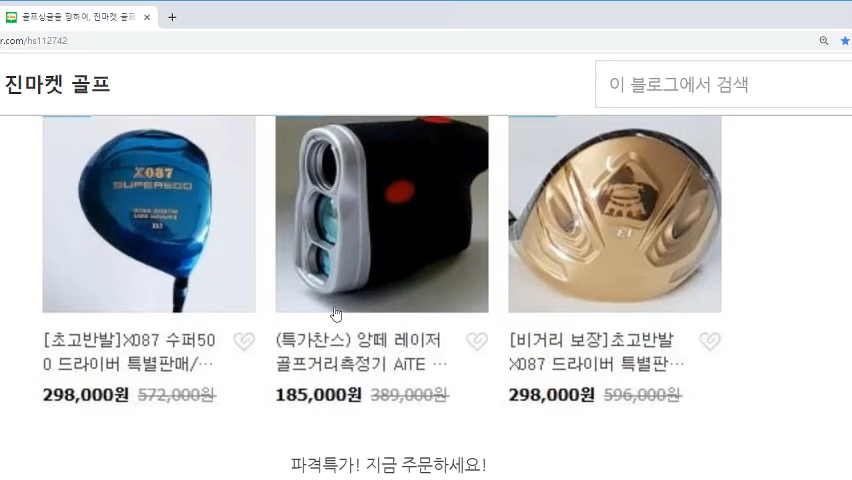 골프싱글을 향하여, 진마켓 골프
r.com/hs112742
진마켓 골프
이 블로그에서 검색
X087
SUPER500
[초고반발]X087 수퍼50
0 드라이버 특별판매/...
298,000원 572,000원
(특가찬스) 앙떼 레이저
골프거리측정기 AiTE ...
185,000원 389,000원
[비거리 보장]초고반발
X087 드라이버 특별판...
298,000원 596,000원
파격특가! 지금 주문하세요!